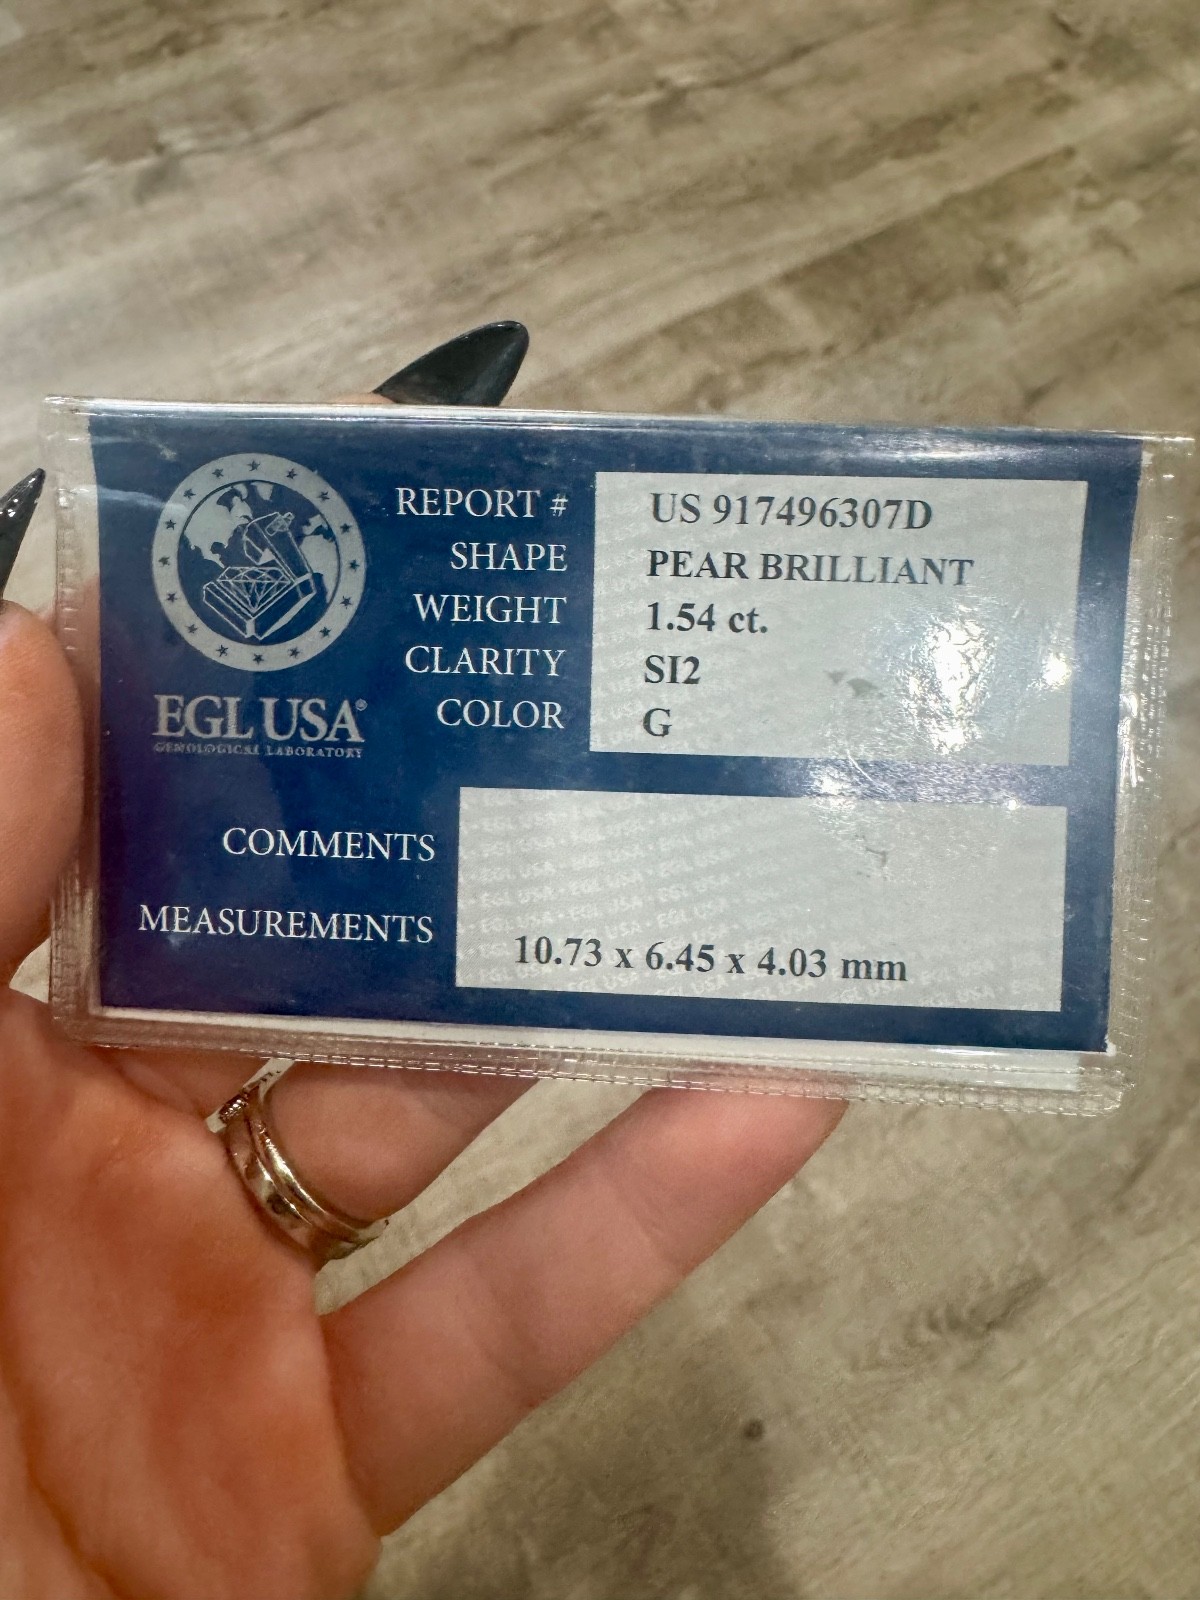 REPORT # US 917496307D
SHAPE PEAR BRILLIANT
WEIGHT 1.54 ct.
CLARITY SI2
COLOR G
EGL USA®
GEMOLOGICAL LABORATORY
COMMENTS
MEASUREMENTS 10.73 x 6.45 x 4.03 mm